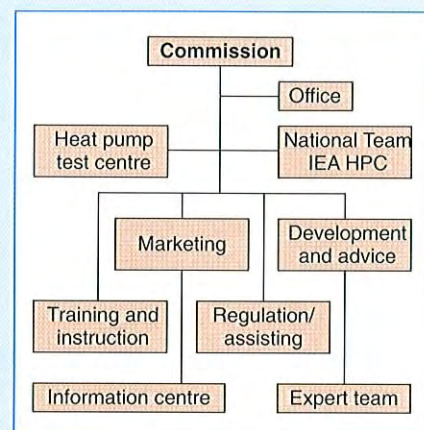 Commission
Office
Heat pump
test centre
National Team
IEA HPC
Marketing
Development
and advice
Training and
instruction
Regulation/
assisting
Information centre
Expert team